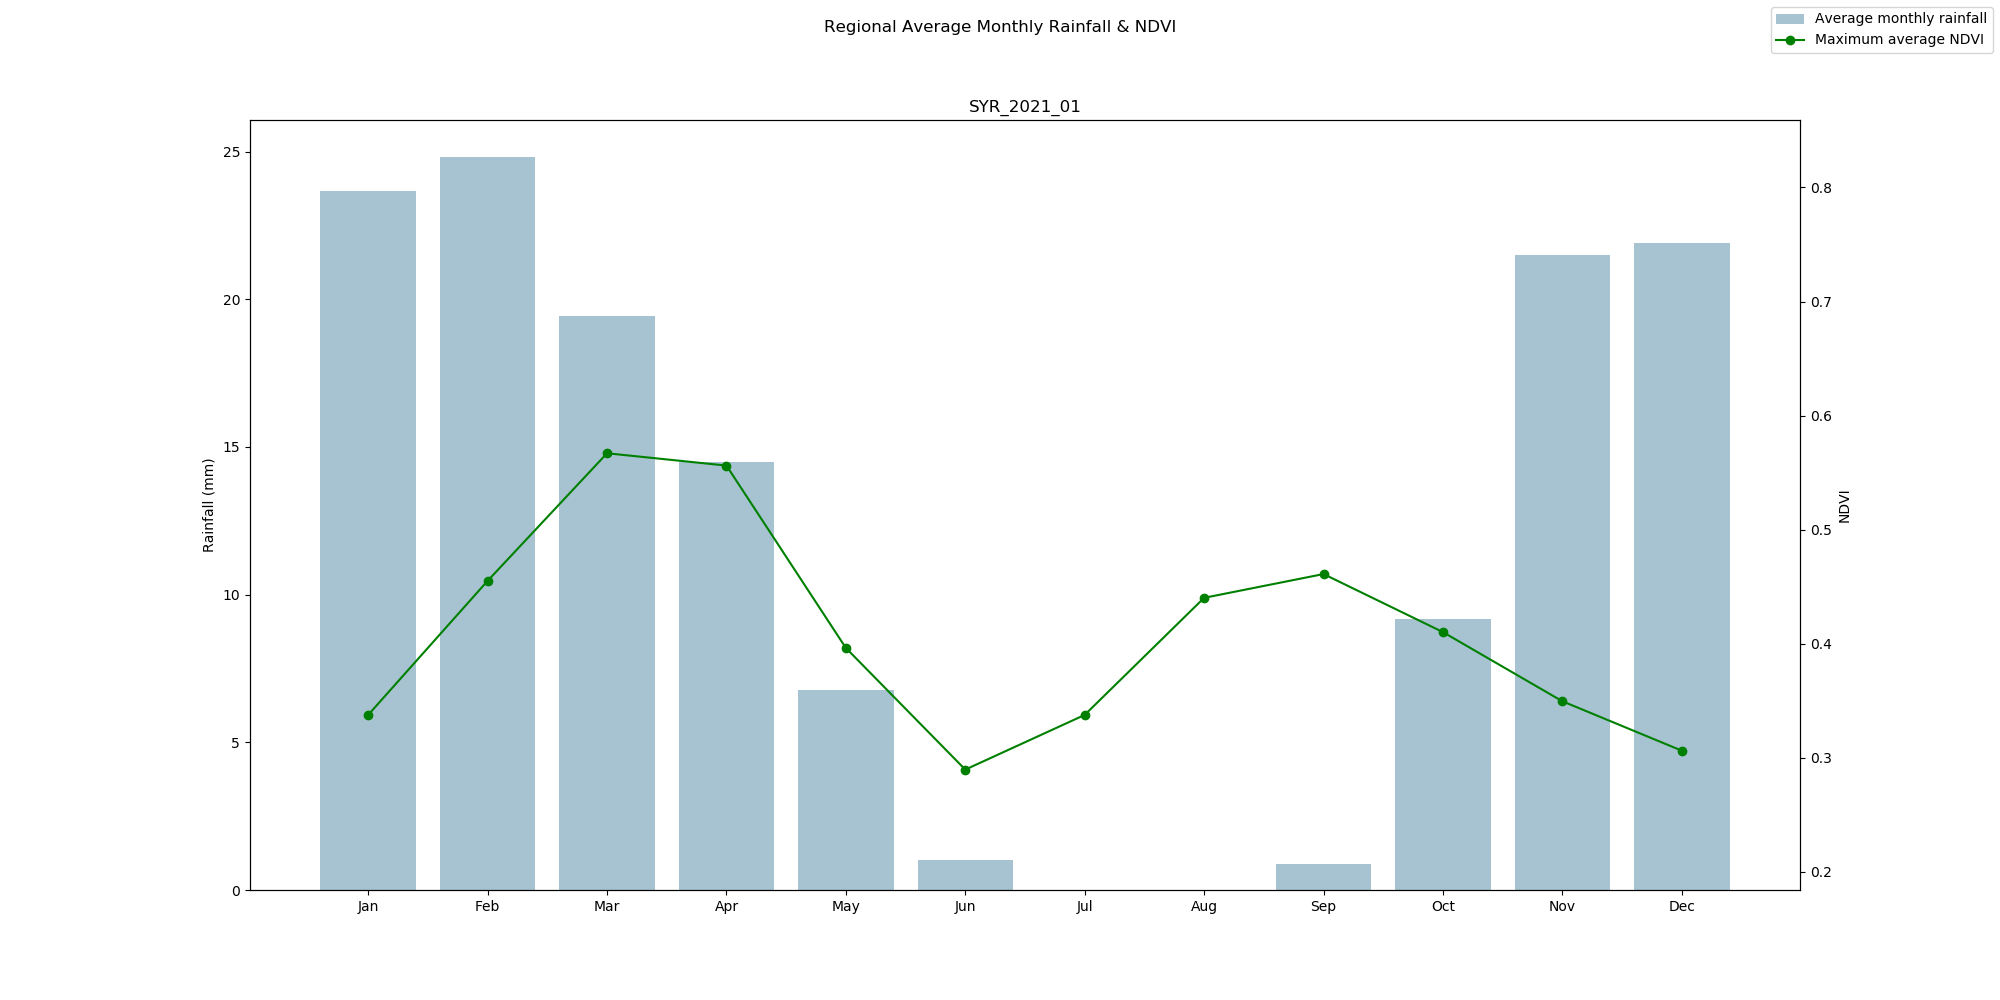 Regional Average Monthly Rainfall & NDVI
Average monthly rainfall
Maximum average NDVI
SYR_2021_01
Rainfall (mm)
25
20
15
10
5
0
NDVI
0.8
0.7
0.6
0.5
0.4
0.3
0.2
Jan Feb Mar Apr May Jun Jul Aug Sep Oct Nov Dec